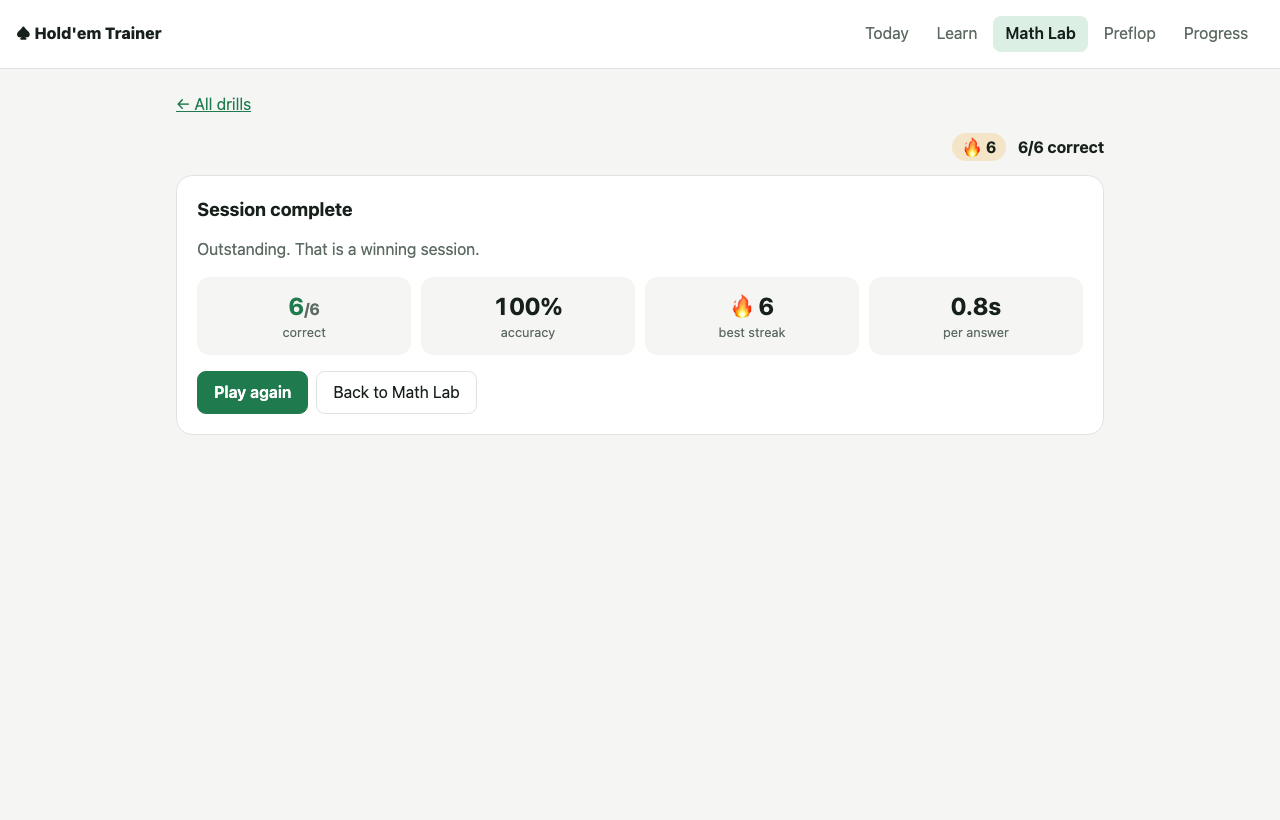 ♠ Hold'em Trainer Today Learn Math Lab Preflop Progress
← All drills
🔥 6 6/6 correct
Session complete
Outstanding. That is a winning session.
6/6 100% 🔥 6 0.8s
correct accuracy best streak per answer
Play again Back to Math Lab